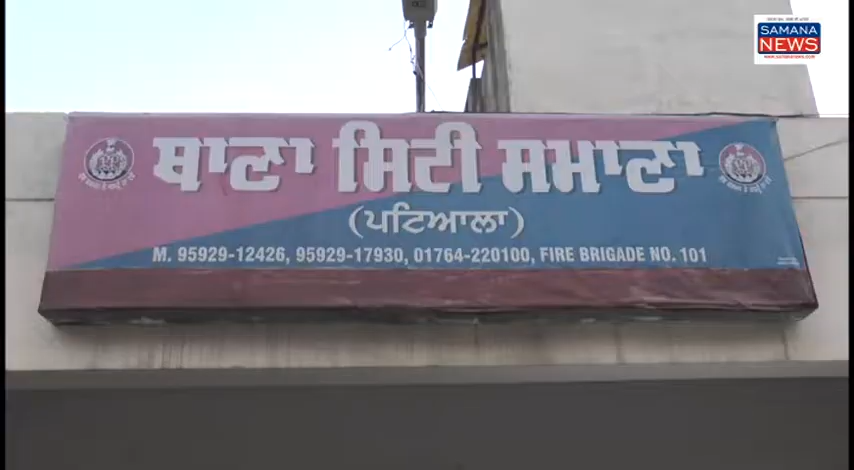 SAMANA
NEWS
ਥਾਣਾ ਸਿਟੀ ਸਮਾਣਾ
(ਪਟਿਆਲਾ)
M. 95929-12426, 95929-17930, 01764-220100, FIRE BRIGADE NO. 101